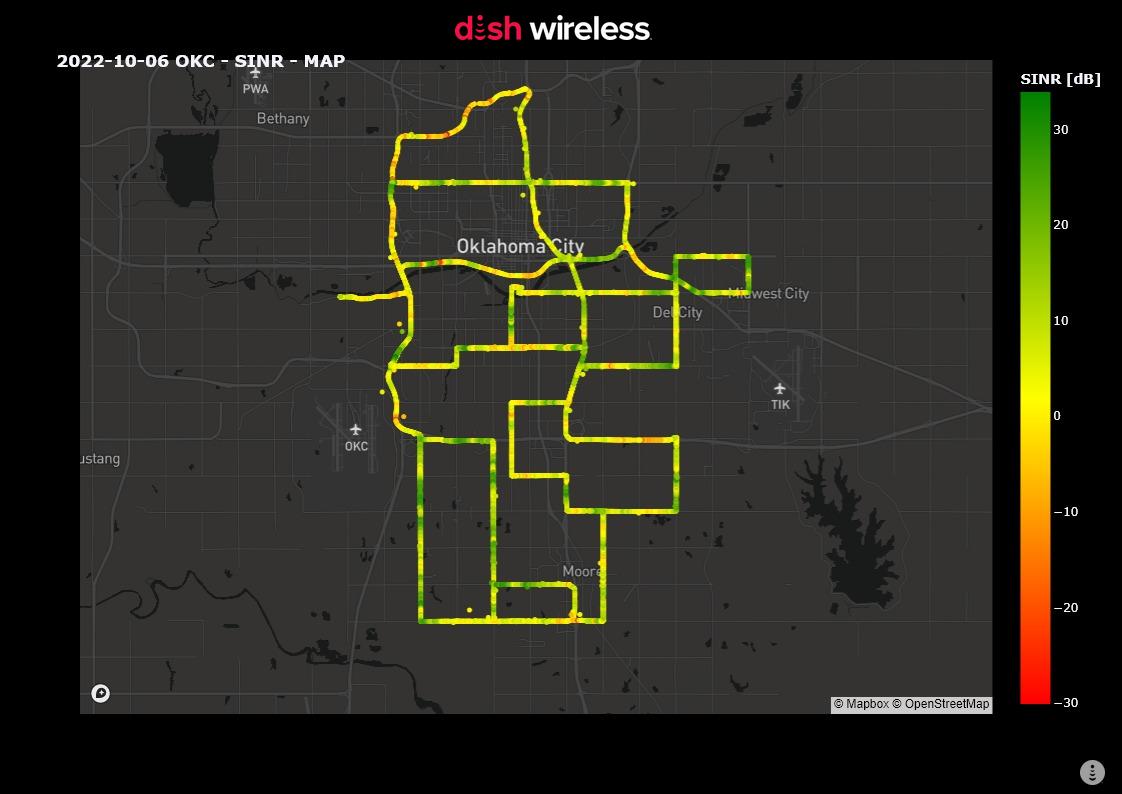 dish wireless
2022-10-06 OKC - SINR - MAP
SINR [dB]
PWA
Bethany
30
20
Oklahoma City
Midwest City
Del City
10
TIK
0
OKC
ustang
−10
Moore
−20
−30
© Mapbox © OpenStreetMap